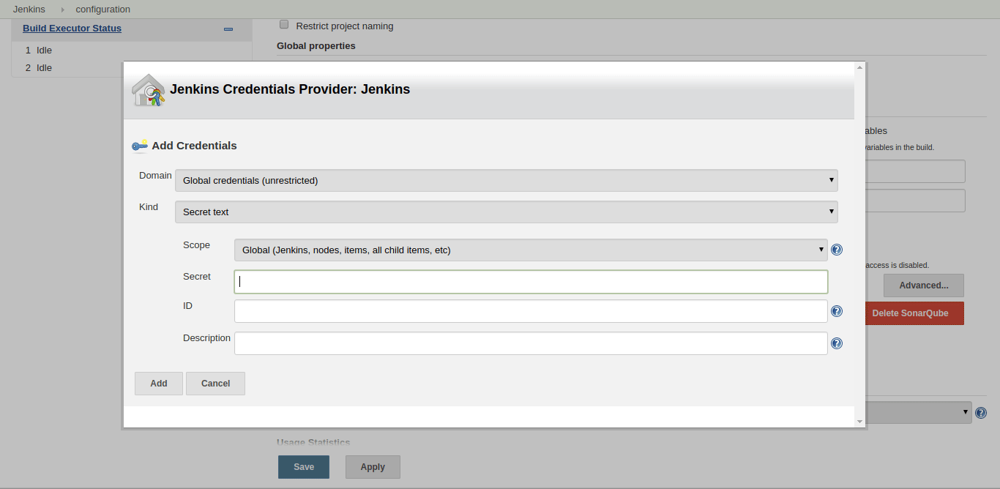 Jenkins configuration
Build Executor Status
1 Idle
2 Idle
Restrict project naming
Global properties
Jenkins Credentials Provider: Jenkins
Add Credentials
Domain Global credentials (unrestricted)
Kind Secret text
Scope Global (Jenkins, nodes, items, all child items, etc)
Secret
ID
Description
Add Cancel
ables
variables in the build.
access is disabled.
Advanced...
Delete SonarQube
Usage Statistics
Save Apply